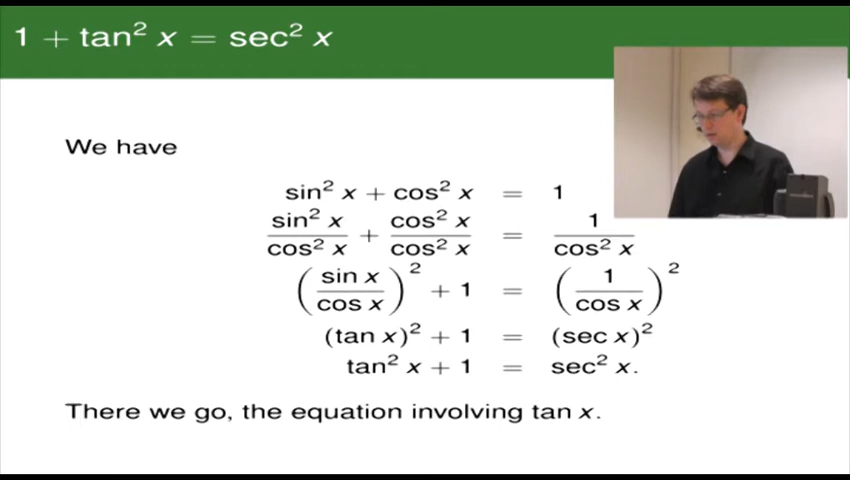 1 + tan² x = sec² x
We have
sin² x + cos² x = 1
sin² x / cos² x + cos² x / cos² x = 1 / cos² x
(sin x / cos x)² + 1 = (1 / cos x)²
(tan x)² + 1 = (sec x)²
tan² x + 1 = sec² x.
There we go, the equation involving tan x.